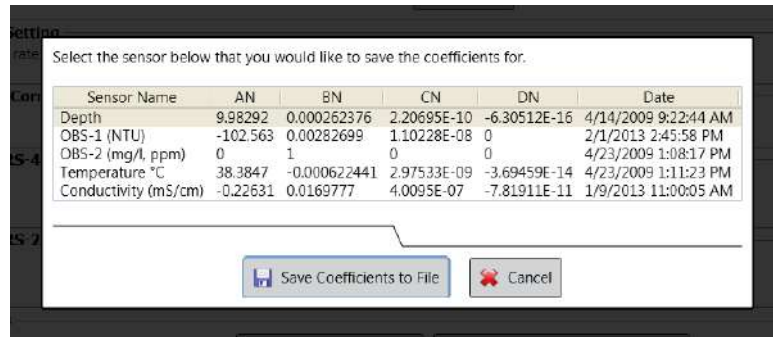 Setting
rate
Select the sensor below that you would like to save the coefficients for.
Sensor Name AN BN CN DN Date
Depth 9.98292 0.000262376 2.20695E-10 -6.30512E-16 4/14/2009 9:22:44 AM
OBS-1 (NTU) -102.563 0.00282699 1.10228E-08 0 2/1/2013 2:45:58 PM
OBS-2 (mg/l, ppm) 0 1 0 0 4/23/2009 1:08:17 PM
Temperature °C 38.3847 -0.000622441 2.97533E-09 -3.69459E-14 4/23/2009 1:11:23 PM
Conductivity (mS/cm) -0.22631 0.0169777 4.0095E-07 -7.81911E-11 1/9/2013 11:00:05 AM
Save Coefficients to File Cancel